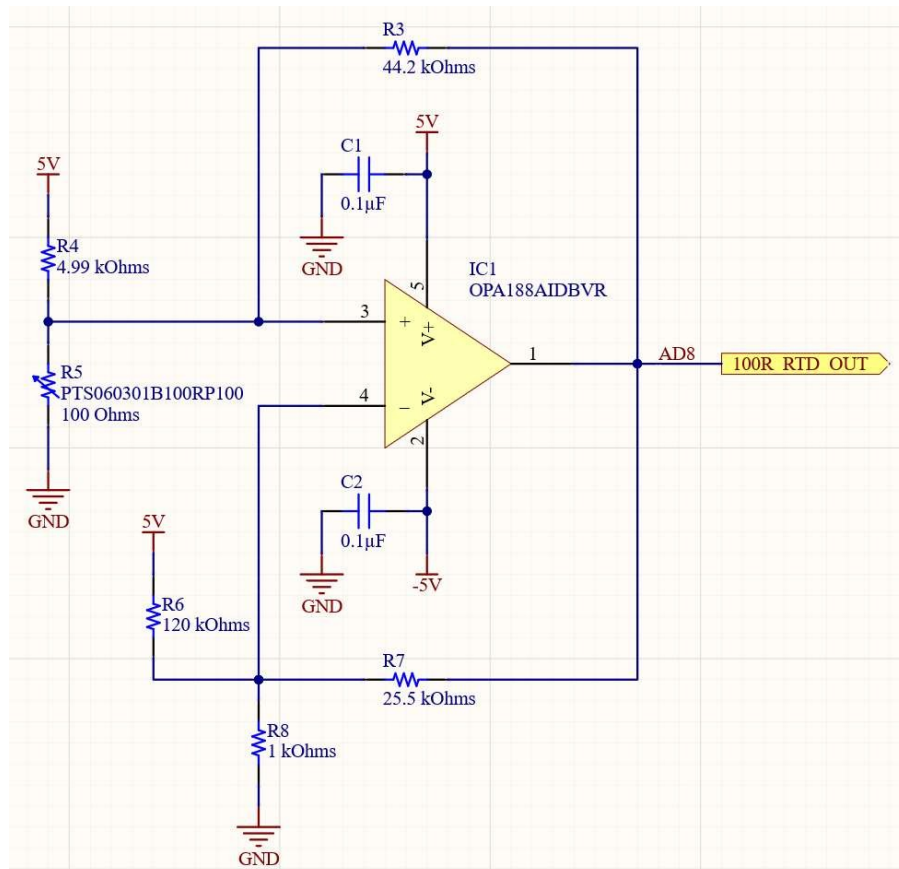 R3
44.2 kOhms
5V
C1
0.1µF
GND
5V
R4
4.99 kOhms
IC1
OPA188AIDBVR
5
3
+
V+
1
AD8
100R RTD OUT
R5
PTS060301B100RP100
100 Ohms
4
–
V-
2
GND
C2
0.1µF
GND
-5V
5V
R6
120 kOhms
R7
25.5 kOhms
R8
1 kOhms
GND